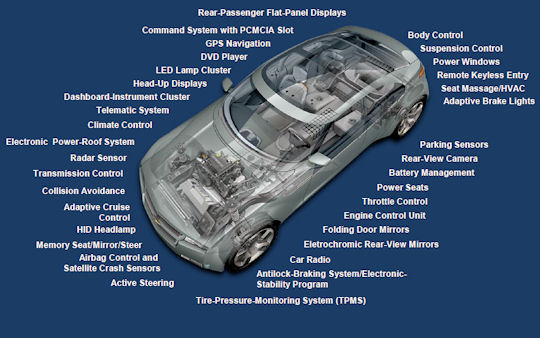 Rear-Passenger Flat-Panel Displays
Command System with PCMCIA Slot
GPS Navigation
DVD Player
LED Lamp Cluster
Head-Up Displays
Dashboard-Instrument Cluster
Telematic System
Climate Control
Electronic Power-Roof System
Radar Sensor
Transmission Control
Collision Avoidance
Adaptive Cruise
Control
HID Headlamp
Memory Seat/Mirror/Steer
Airbag Control and
Satellite Crash Sensors
Active Steering
Body Control
Suspension Control
Power Windows
Remote Keyless Entry
Seat Massage/HVAC
Adaptive Brake Lights
Parking Sensors
Rear-View Camera
Battery Management
Power Seats
Throttle Control
Engine Control Unit
Folding Door Mirrors
Eletrochromic Rear-View Mirrors
Car Radio
Antilock-Braking System/Electronic-
Stability Program
Tire-Pressure-Monitoring System (TPMS)